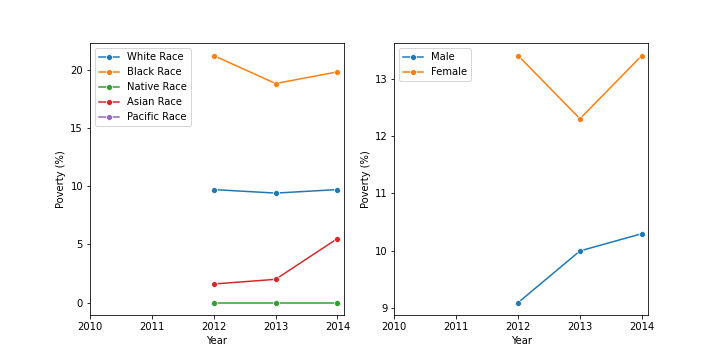 White Race
Black Race
Native Race
Asian Race
Pacific Race
20
15
10
5
0
Poverty (%)
2010 2011 2012 2013 2014
Year
Male
Female
13
12
11
10
9
Poverty (%)
2010 2011 2012 2013 2014
Year